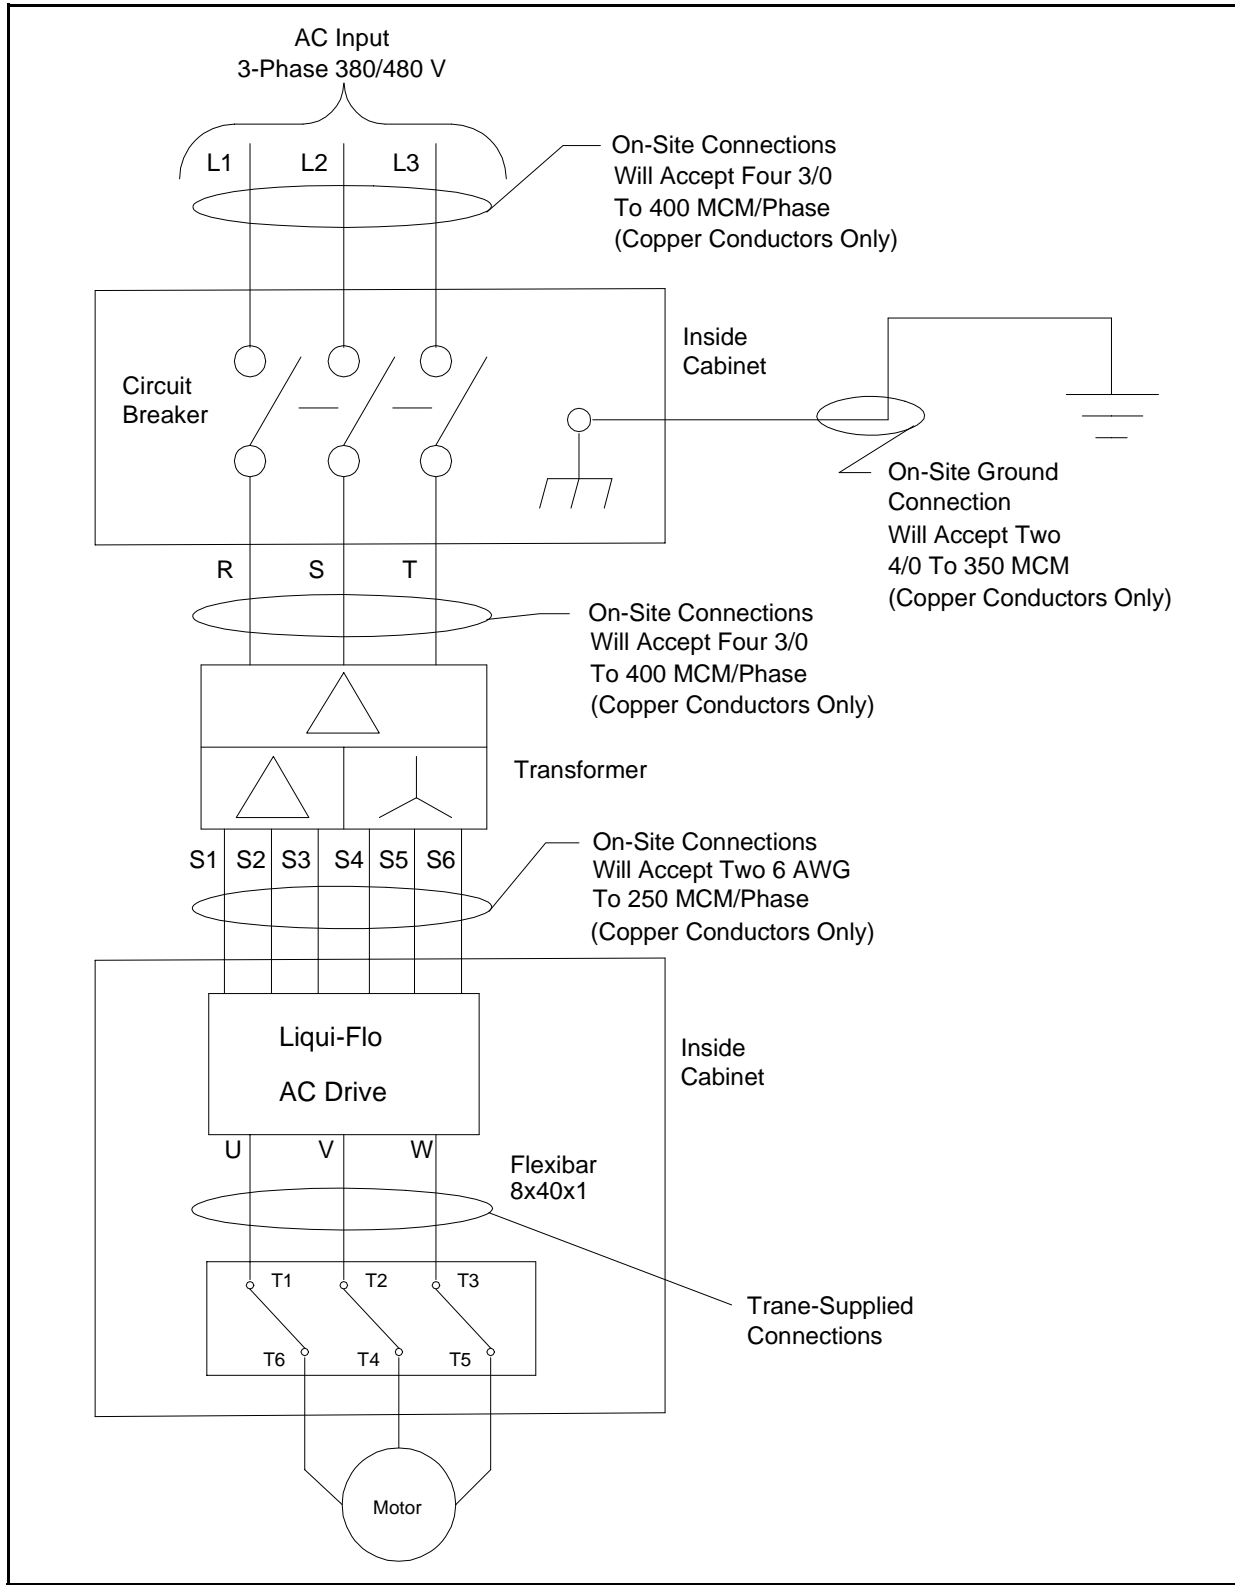 AC Input
3-Phase 380/480 V
L1 L2 L3
On-Site Connections
Will Accept Four 3/0
To 400 MCM/Phase
(Copper Conductors Only)
Inside
Cabinet
Circuit
Breaker
On-Site Ground
Connection
Will Accept Two
4/0 To 350 MCM
(Copper Conductors Only)
R S T
On-Site Connections
Will Accept Four 3/0
To 400 MCM/Phase
(Copper Conductors Only)
Transformer
S1 S2 S3 S4 S5 S6
On-Site Connections
Will Accept Two 6 AWG
To 250 MCM/Phase
(Copper Conductors Only)
Liqui-Flo
AC Drive
Inside
Cabinet
U V W
Flexibar
8x40x1
T1 T2 T3
Trane-Supplied
Connections
T6 T4 T5
Motor